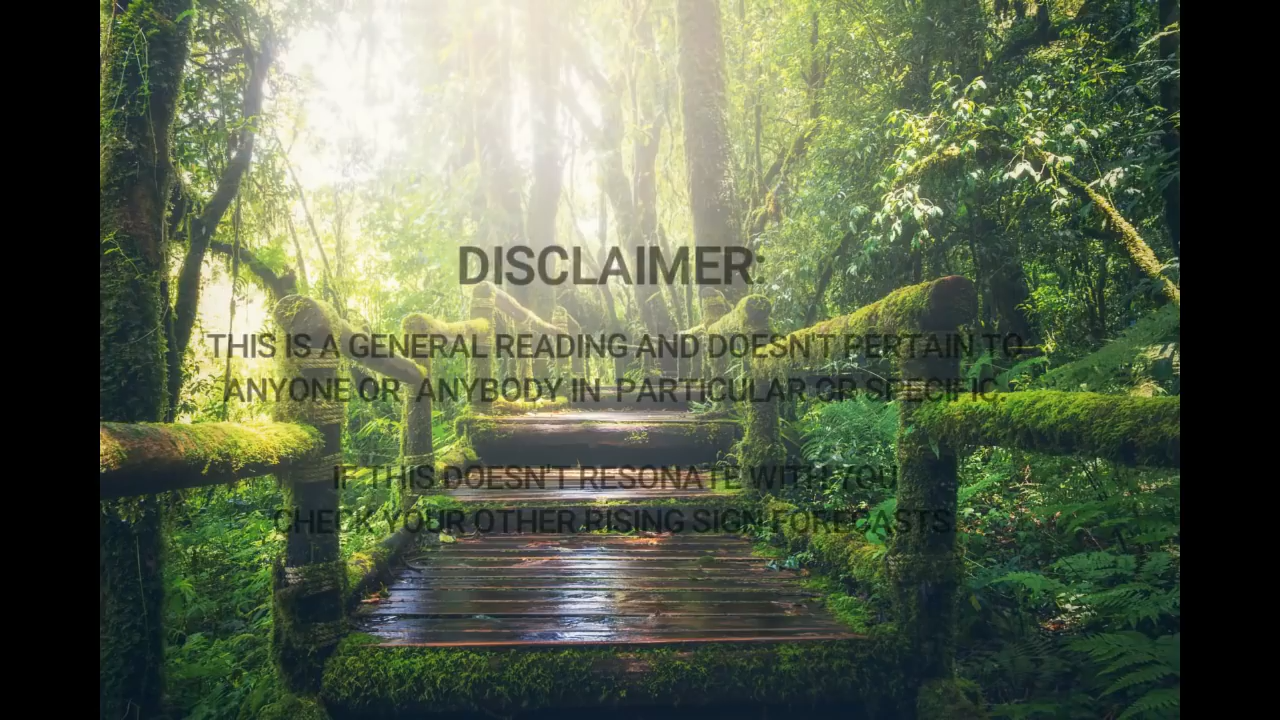 DISCLAIMER:
THIS IS A GENERAL READING AND DOESN'T PERTAIN TO
ANYONE OR ANYBODY IN PARTICULAR OR SPECIFIC.
IF THIS DOESN'T RESONATE WITH YOU
CHECK YOUR OTHER RISING SIGN FORECASTS